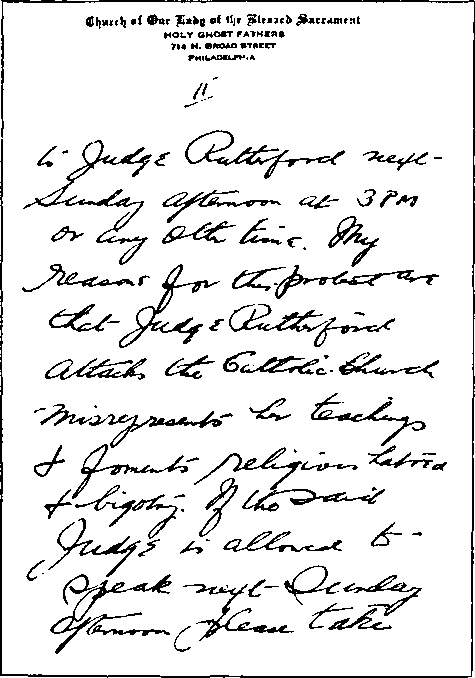 Church of Our Lady of the Blessed Sacrament
HOLY GHOST FATHERS
714 N. BROAD STREET
PHILADELPHIA
II
to Judge Rutherford next
Sunday afternoon at 3 PM
or any other time. My
reasons for this protest are
that Judge Rutherford
attacks the Catholic Church
misrepresents her teachings
& foments religious hatred
& bigotry. If the said
Judge is allowed to
speak next Sunday
afternoon please take